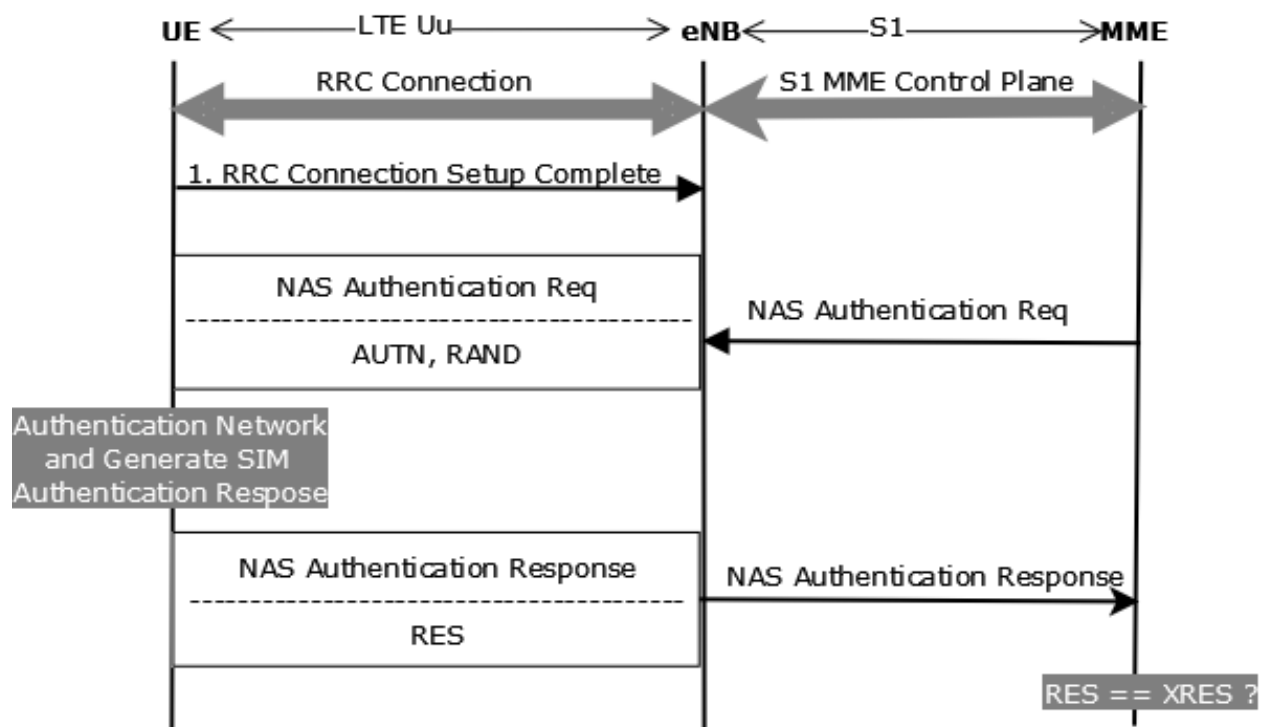 UE LTE Uu eNB S1 MME
RRC Connection S1 MME Control Plane
1. RRC Connection Setup Complete
NAS Authentication Req
NAS Authentication Req
AUTN, RAND
Authentication Network
and Generate SIM
Authentication Respose
NAS Authentication Response
NAS Authentication Response
RES
RES == XRES ?